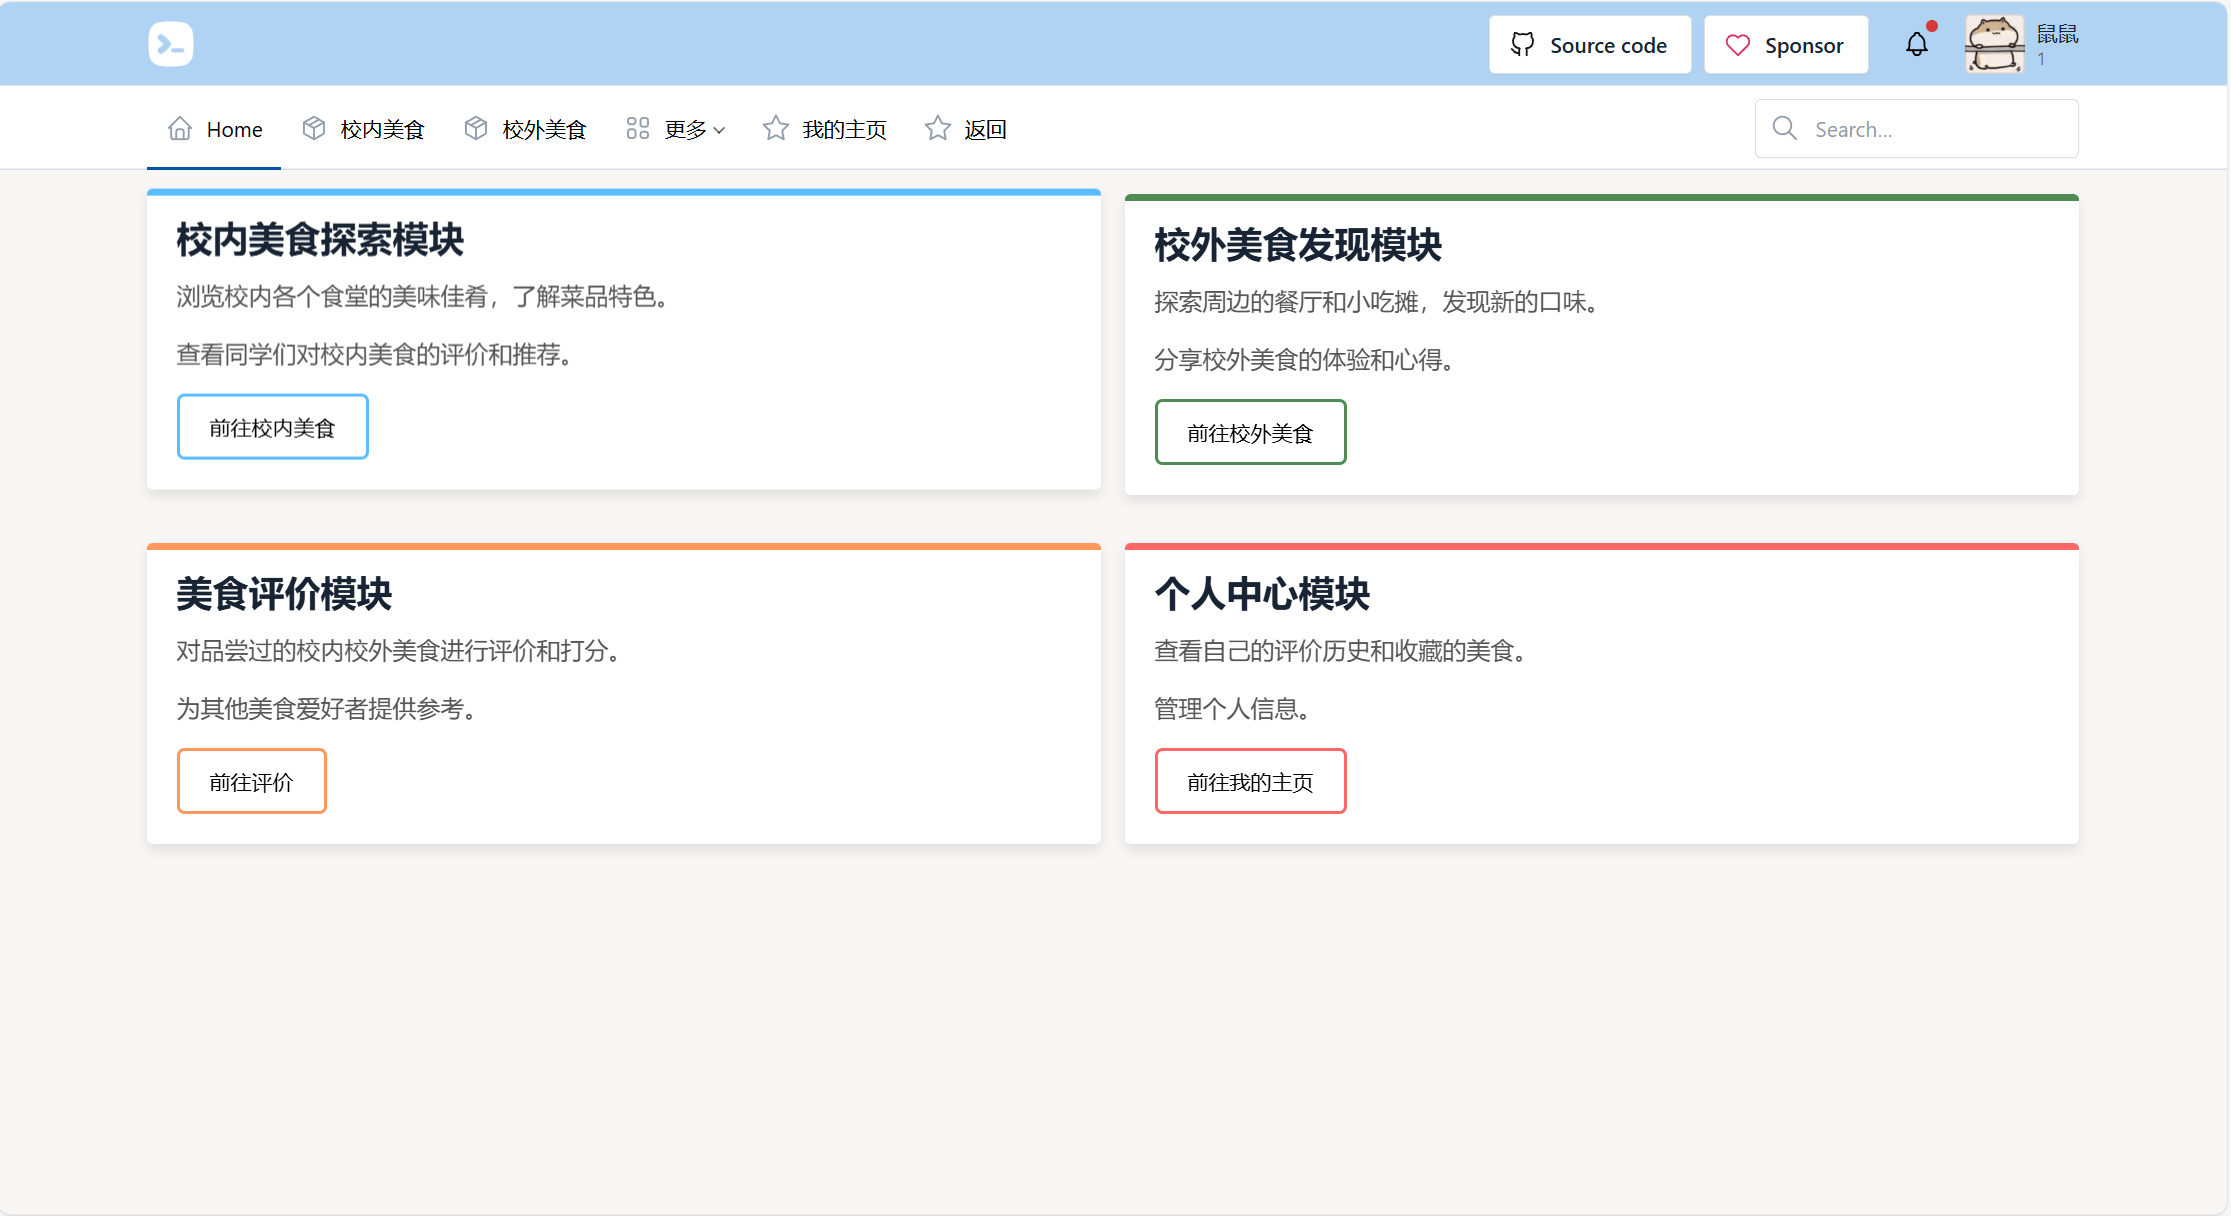 Source code
Sponsor
鼠鼠
1
Home
校内美食
校外美食
更多
我的主页
返回
Search...
校内美食探索模块
浏览校内各个食堂的美味佳肴，了解菜品特色。
查看同学们对校内美食的评价和推荐。
前往校内美食
校外美食发现模块
探索周边的餐厅和小吃摊，发现新的口味。
分享校外美食的体验和心得。
前往校外美食
美食评价模块
对品尝过的校内校外美食进行评价和打分。
为其他美食爱好者提供参考。
前往评价
个人中心模块
查看自己的评价历史和收藏的美食。
管理个人信息。
前往我的主页